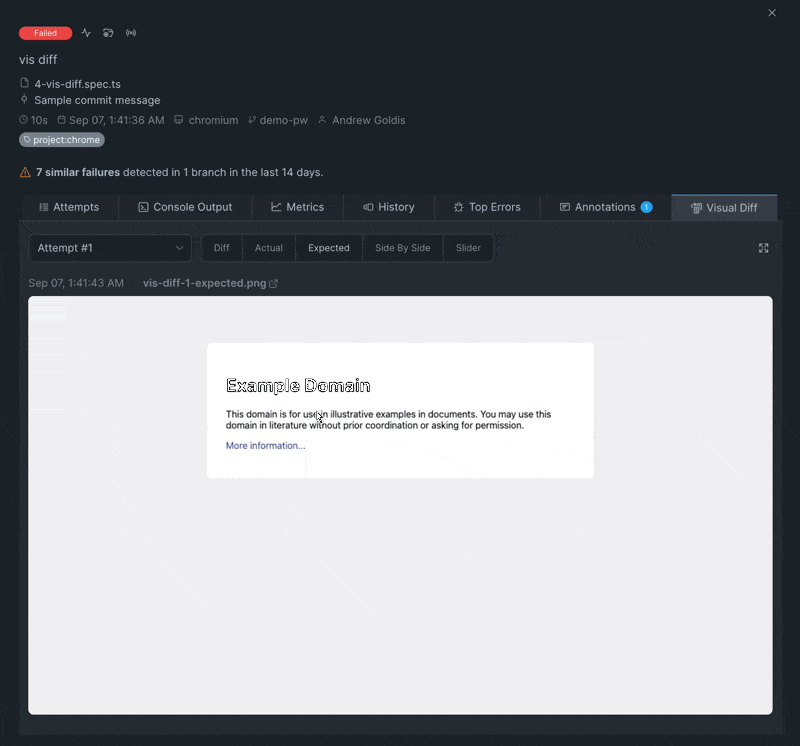 Failed
vis diff
4-vis-diff.spec.ts
Sample commit message
10s Sep 07, 1:41:36 AM chromium demo-pw Andrew Goldis
project:chrome
7 similar failures detected in 1 branch in the last 14 days.
Attempts Console Output Metrics History Top Errors Annotations 1 Visual Diff
Attempt #1 Diff Actual Expected Side By Side Slider
Sep 07, 1:41:43 AM vis-diff-1-expected.png
Example Domain
This domain is for use in illustrative examples in documents. You may use this
domain in literature without prior coordination or asking for permission.
More information...